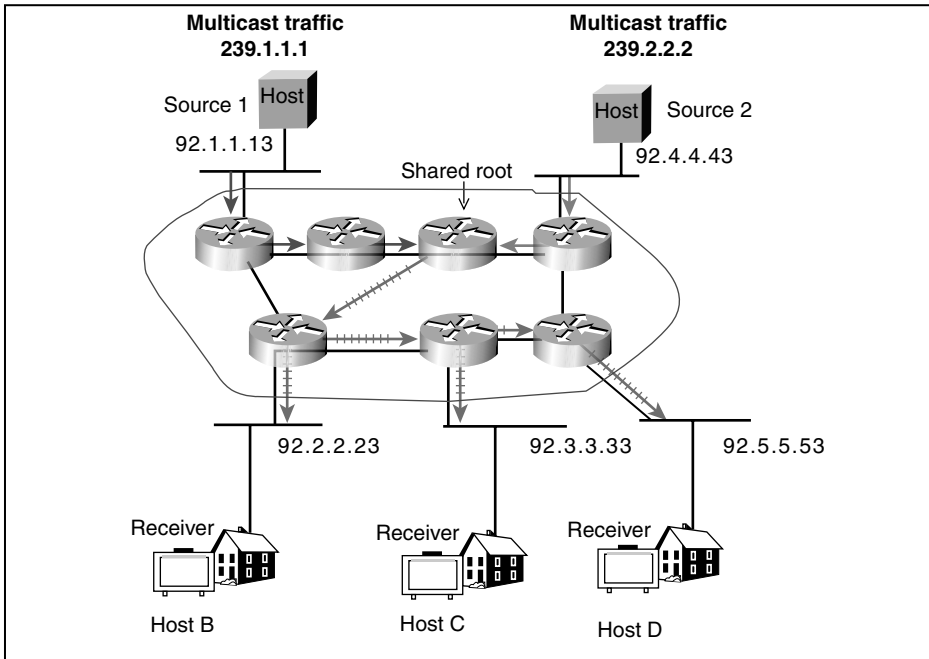 Multicast traffic
239.1.1.1
Multicast traffic
239.2.2.2
Source 1
Host
Host
Source 2
92.1.1.13
92.4.4.43
Shared root
92.2.2.23
92.3.3.33
92.5.5.53
Receiver
Receiver
Receiver
Host B
Host C
Host D